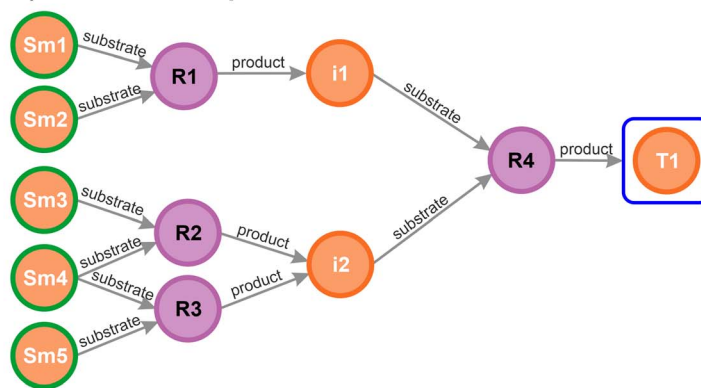 Sm1
substrate
R1
product
i1
Sm2
substrate
substrate
R4
product
T1
Sm3
substrate
R2
product
substrate
Sm4
substrate
i2
substrate
R3
product
Sm5
substrate